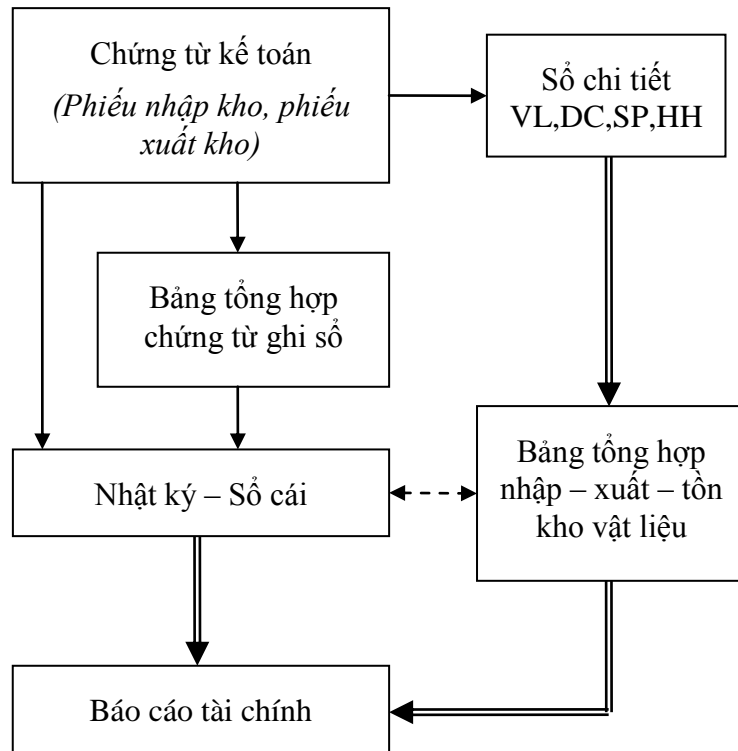 Chứng từ kế toán
(Phiếu nhập kho, phiếu
xuất kho)
Sổ chi tiết
VL,DC,SP,HH
Bảng tổng hợp
chứng từ ghi sổ
Nhật ký – Sổ cái
Bảng tổng hợp
nhập – xuất – tồn
kho vật liệu
Báo cáo tài chính